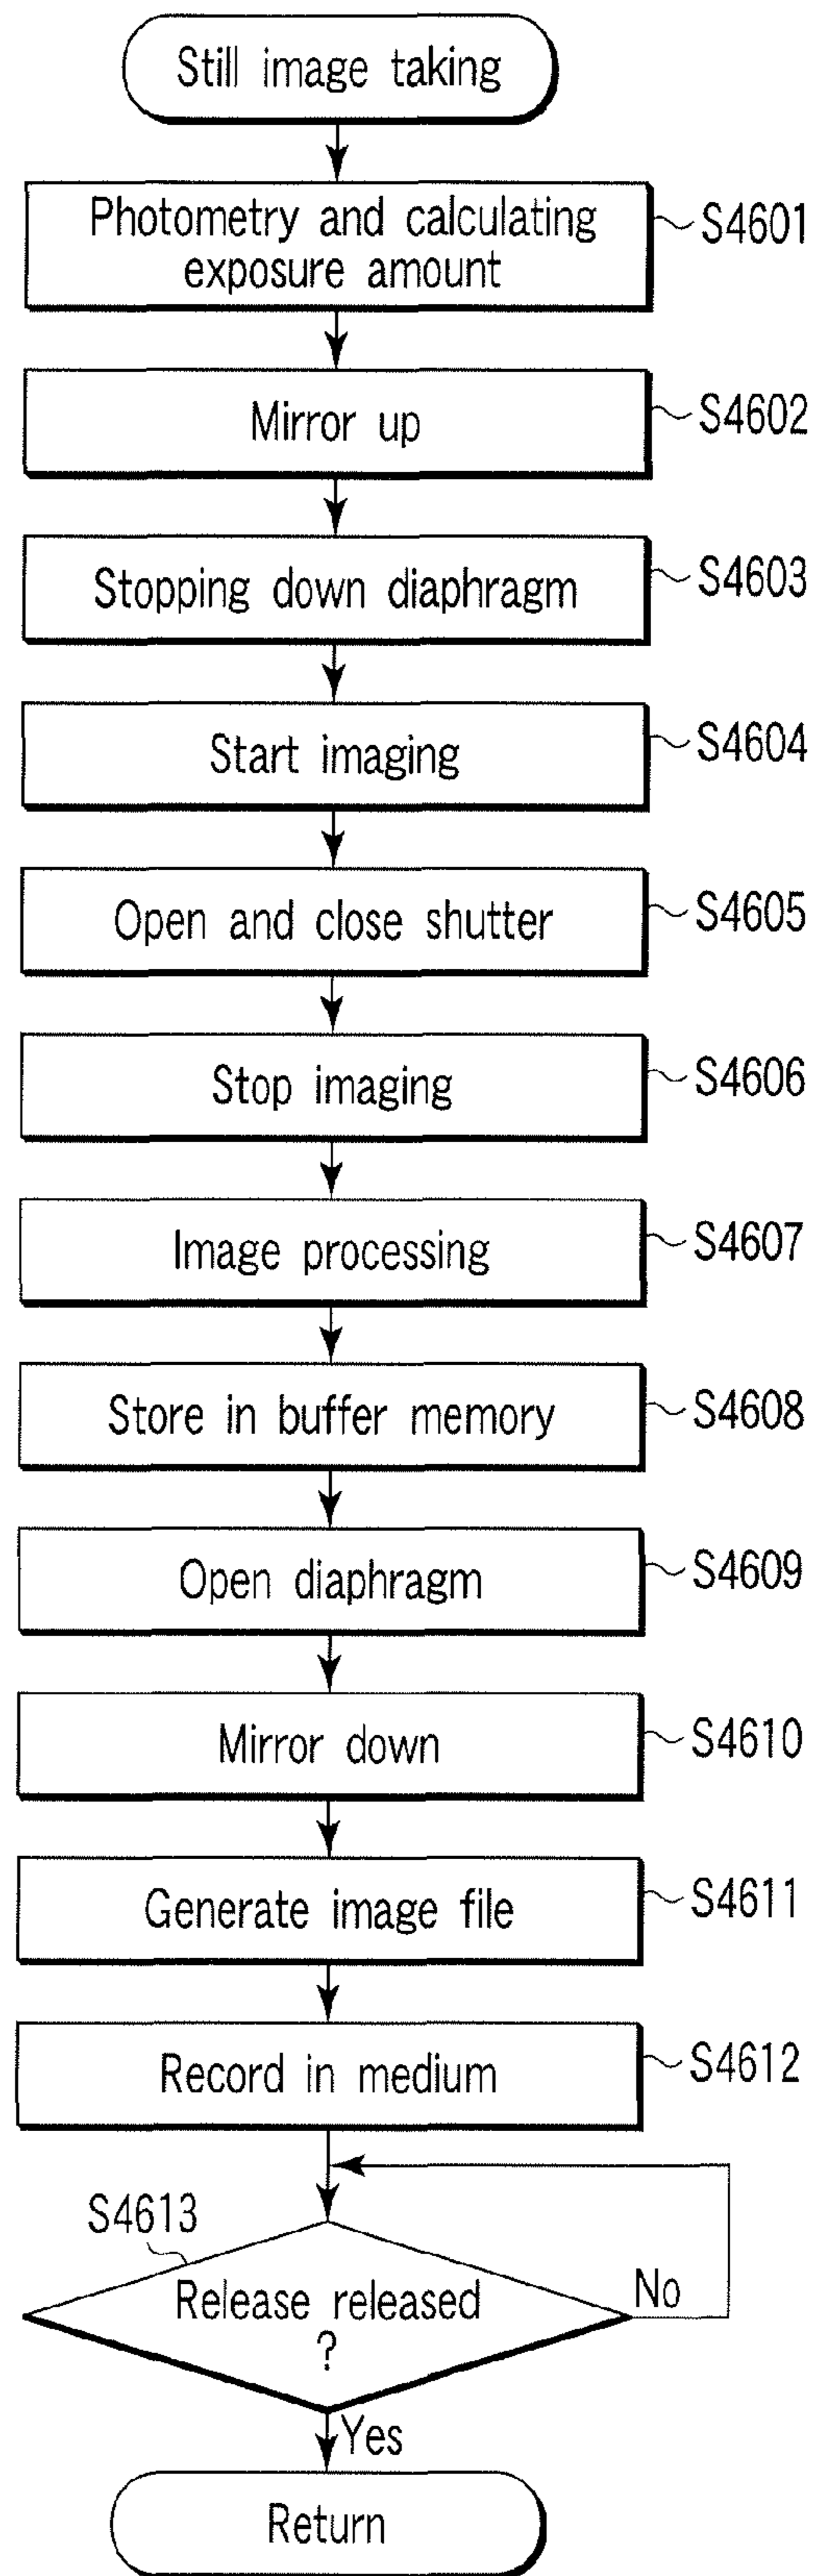 Still image taking
Photometry and calculating
exposure amount
S4601
Mirror up
S4602
Stopping down diaphragm
S4603
Start imaging
S4604
Open and close shutter
S4605
Stop imaging
S4606
Image processing
S4607
Store in buffer memory
S4608
Open diaphragm
S4609
Mirror down
S4610
Generate image file
S4611
Record in medium
S4612
S4613
Release released
?
No
Yes
Return